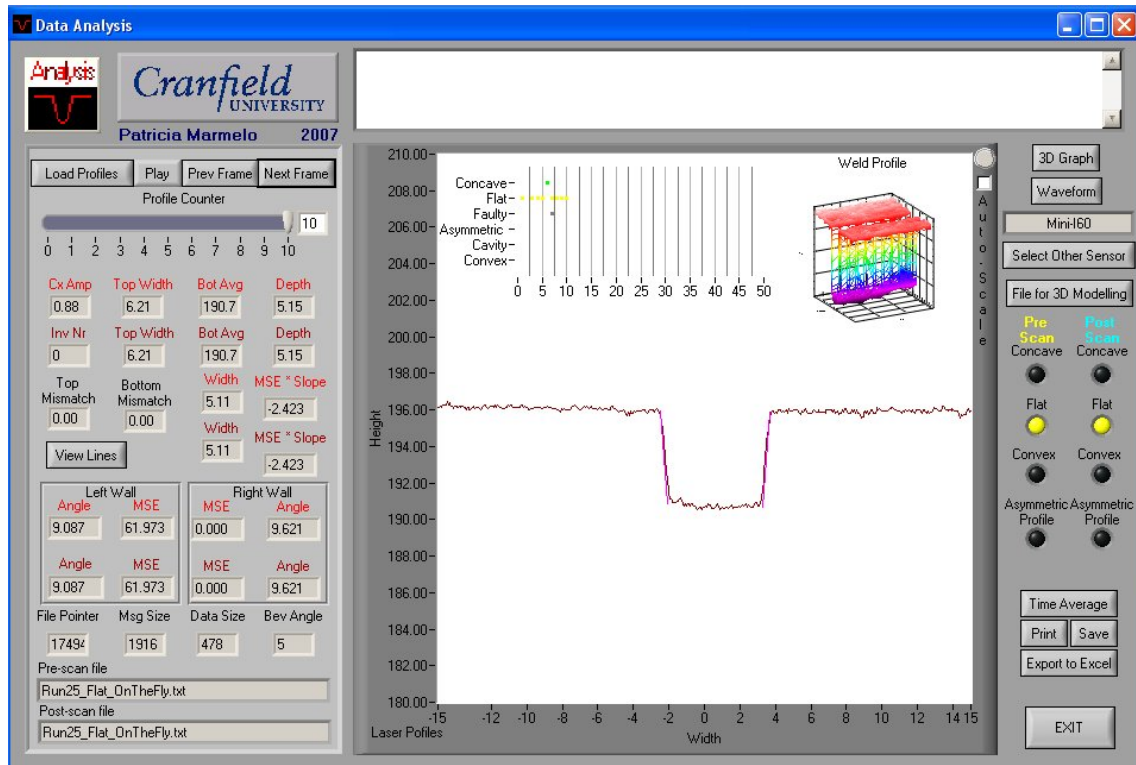 Data Analysis
Analysis
Cranfield
UNIVERSITY
Patricia Marmelo 2007
Load Profiles Play Prev Frame Next Frame
Profile Counter
10
0 1 2 3 4 5 6 7 8 9 10
Cx Amp Top Width Bot Avg Depth
0.88 6.21 190.7 5.15
Inv Nr Top Width Bot Avg Depth
0 6.21 190.7 5.15
Top Mismatch Bottom Mismatch Width MSE * Slope
0.00 0.00 5.11 -2.423
Width MSE * Slope
5.11 -2.423
View Lines
Left Wall Right Wall
Angle MSE MSE Angle
9.087 61.973 0.000 9.621
Angle MSE MSE Angle
9.087 61.973 0.000 9.621
File Pointer Msg Size Data Size Bev Angle
1916 478 5
Pre-scan file
Run25_Flat_OnTheFly.txt
Post-scan file
Run25_Flat_OnTheFly.txt
210.00
208.00
206.00
204.00
202.00
200.00
198.00
196.00
194.00
192.00
190.00
188.00
186.00
184.00
182.00
180.00
Height
-15 -12 -10 -8 -6 -4 -2 0 2 4 6 8 10 12 14 15
Laser Pofiles
Width
Concave
Flat
Faulty
Asymmetric
Cavity
Convex
0 5 10 15 20 25 30 35 40 45 50
Weld Profile
Auto-Scale
3D Graph
Waveform
Mini-I60
Select Other Sensor
File for 3D Modelling
Pre Scan Post Scan
Concave Concave
Flat Flat
Convex Convex
Asymmetric Profile Asymmetric Profile
Time Average
Print Save
Export to Excel
EXIT